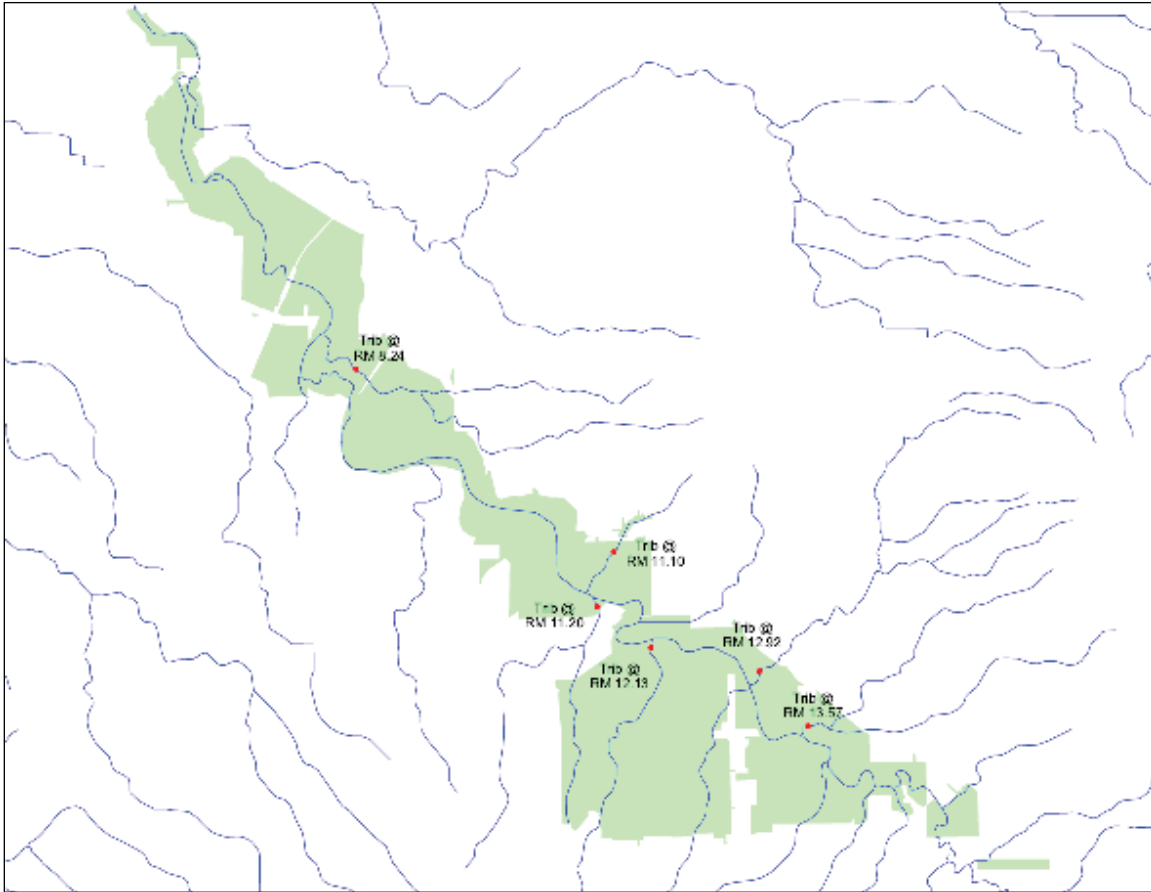 Trib @
RM 8.24
Trib @
RM 11.10
Trib @
RM 11.20
Trib @
RM 12.92
Trib @
RM 12.13
Trib @
RM 13.57